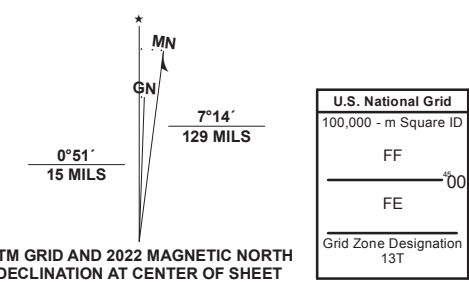 MN
GN
7°14´
129 MILS
0°51´
15 MILS
TM GRID AND 2022 MAGNETIC NORTH
DECLINATION AT CENTER OF SHEET
U.S. National Grid
100,000 - m Square ID
FF
4500
FE
Grid Zone Designation
13T